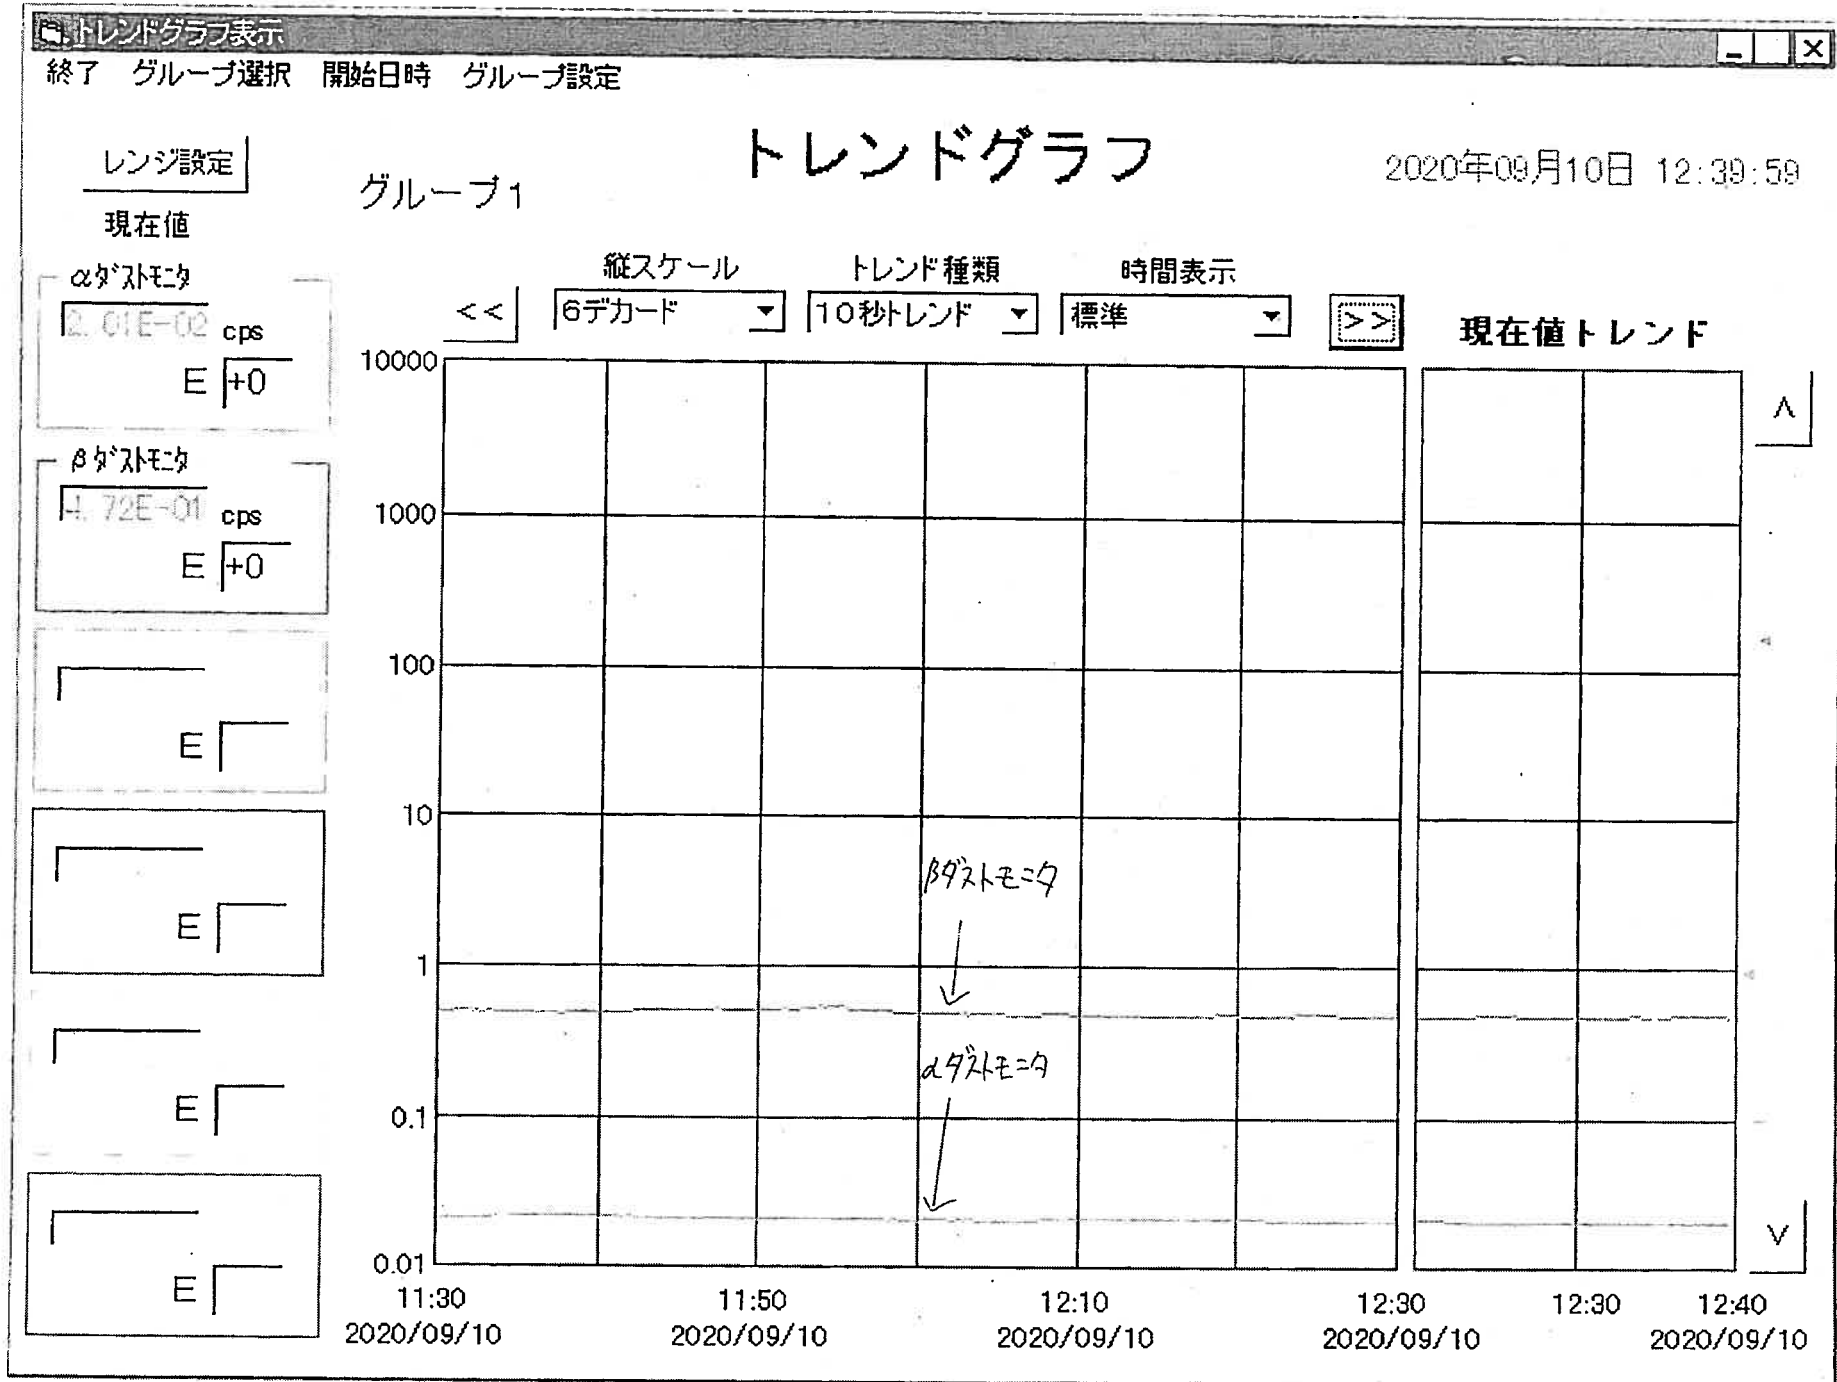 トレンドグラフ表示
終了 グループ選択 開始日時 グループ設定
レンジ設定
トレンドグラフ
2020年09月10日 12:39:59
グループ1
現在値
αダストモニタ
2.01E-02 cps
E +0
βダストモニタ
4.72E-01 cps
E +0
E
E
E
E
縦スケール トレンド種類 時間表示
<< 6デカード 10秒トレンド 標準 >>
現在値トレンド
10000
1000
100
10
1
0.1
0.01
βダストモニタ
αダストモニタ
11:30 11:50 12:10 12:30 12:30 12:40
2020/09/10 2020/09/10 2020/09/10 2020/09/10 2020/09/10